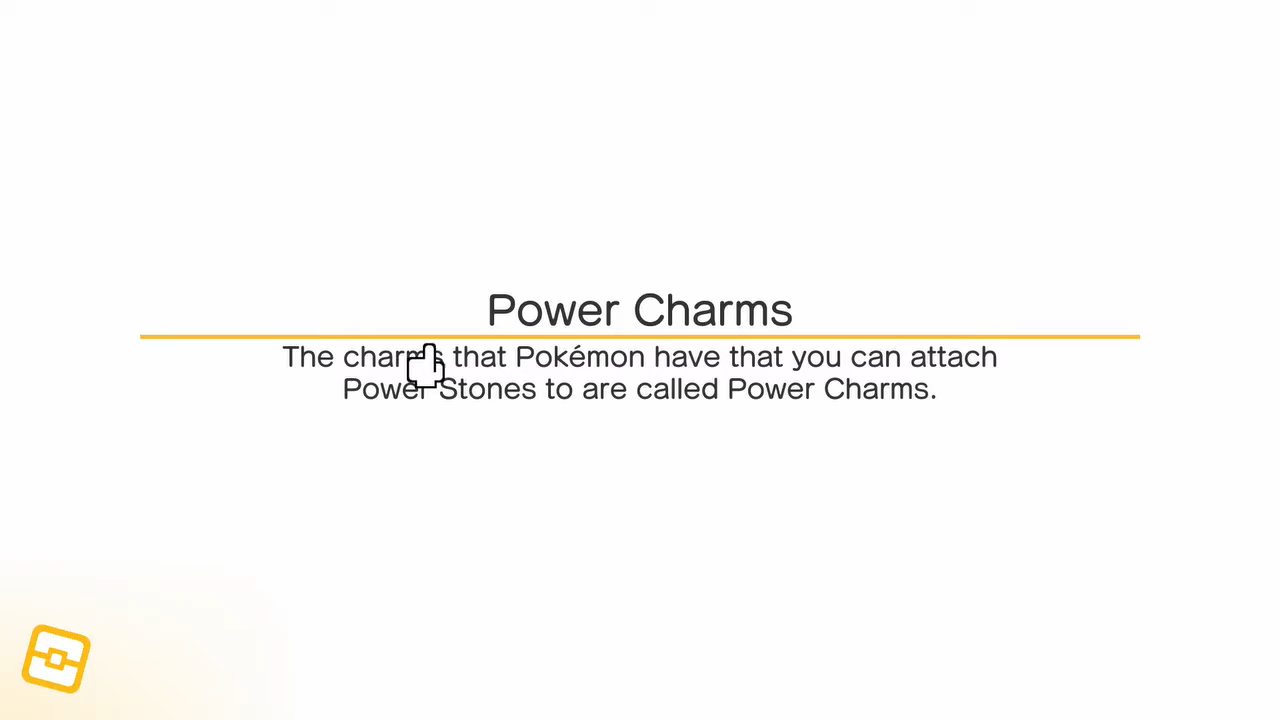 Power Charms
The charms that Pokémon have that you can attach
Power Stones to are called Power Charms.